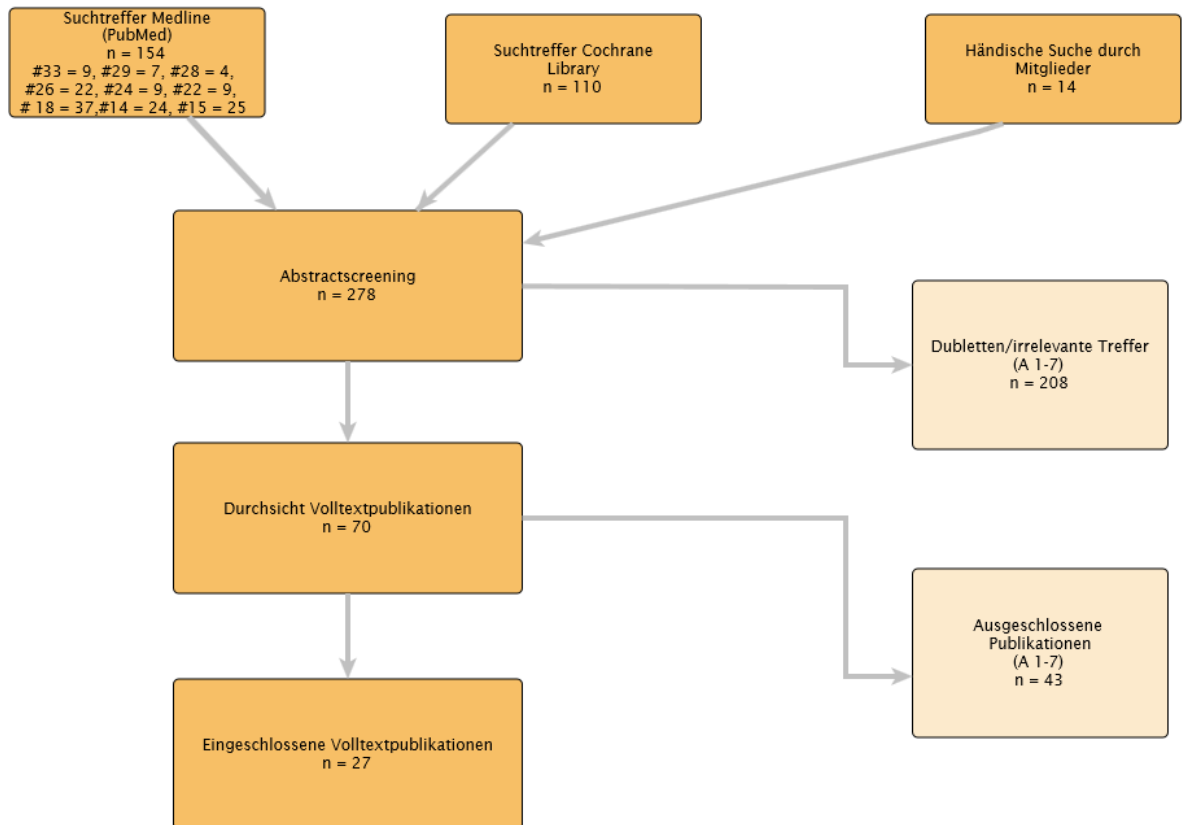 Suchtreffer Medline
(PubMed)
n = 154
#33 = 9, #29 = 7, #28 = 4,
#26 = 22, #24 = 9, #22 = 9,
# 18 = 37,#14 = 24, #15 = 25
Suchtreffer Cochrane
Library
n = 110
Händische Suche durch
Mitglieder
n = 14
Abstractscreening
n = 278
Dubletten/irrelevante Treffer
(A 1-7)
n = 208
Durchsicht Volltextpublikationen
n = 70
Ausgeschlossene
Publikationen
(A 1-7)
n = 43
Eingeschlossene Volltextpublikationen
n = 27